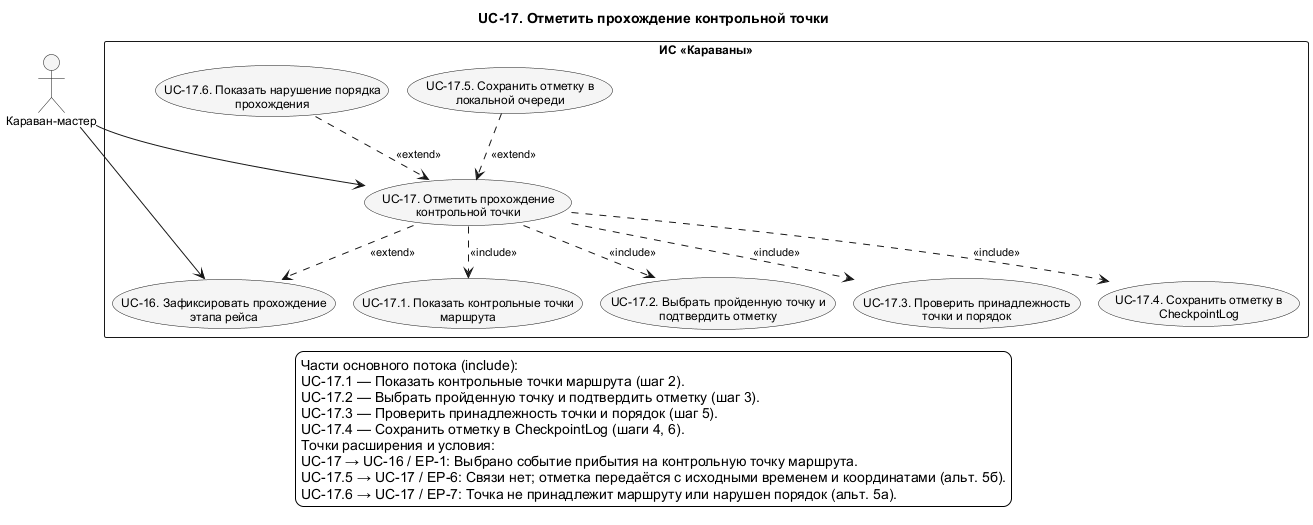 UC-17. Отметить прохождение контрольной точки
ИС «Караваны»
Караван-мастер
UC-17.6. Показать нарушение порядка
прохождения
UC-17.5. Сохранить отметку в
локальной очереди
«extend»
«extend»
UC-17. Отметить прохождение
контрольной точки
«extend»
«include»
«include»
«include»
«include»
UC-16. Зафиксировать прохождение
этапа рейса
UC-17.1. Показать контрольные точки
маршрута
UC-17.2. Выбрать пройденную точку и
подтвердить отметку
UC-17.3. Проверить принадлежность
точки и порядок
UC-17.4. Сохранить отметку в
CheckpointLog
Части основного потока (include):
UC-17.1 — Показать контрольные точки маршрута (шаг 2).
UC-17.2 — Выбрать пройденную точку и подтвердить отметку (шаг 3).
UC-17.3 — Проверить принадлежность точки и порядок (шаг 5).
UC-17.4 — Сохранить отметку в CheckpointLog (шаги 4, 6).
Точки расширения и условия:
UC-17 → UC-16 / EP-1: Выбрано событие прибытия на контрольную точку маршрута.
UC-17.5 → UC-17 / EP-6: Связи нет; отметка передаётся с исходными временем и координатами (альт. 5б).
UC-17.6 → UC-17 / EP-7: Точка не принадлежит маршруту или нарушен порядок (альт. 5а).